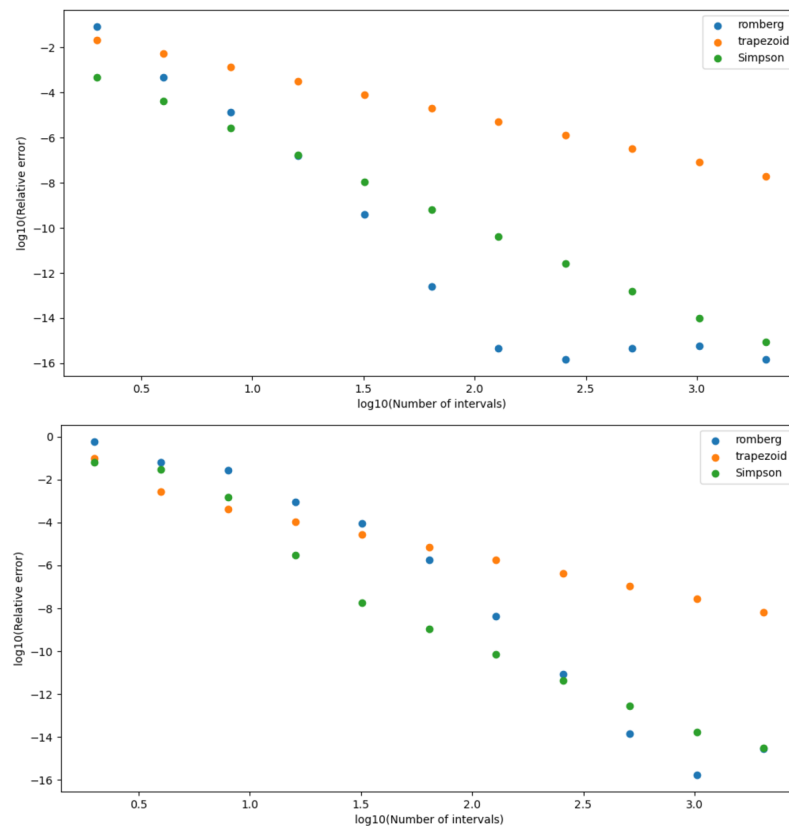 romberg
trapezoid
Simpson
−2
−4
−6
−8
−10
−12
−14
−16
log10(Relative error)
0.5 1.0 1.5 2.0 2.5 3.0
log10(Number of intervals)
romberg
trapezoid
Simpson
0
−2
−4
−6
−8
−10
−12
−14
−16
log10(Relative error)
0.5 1.0 1.5 2.0 2.5 3.0
log10(Number of intervals)